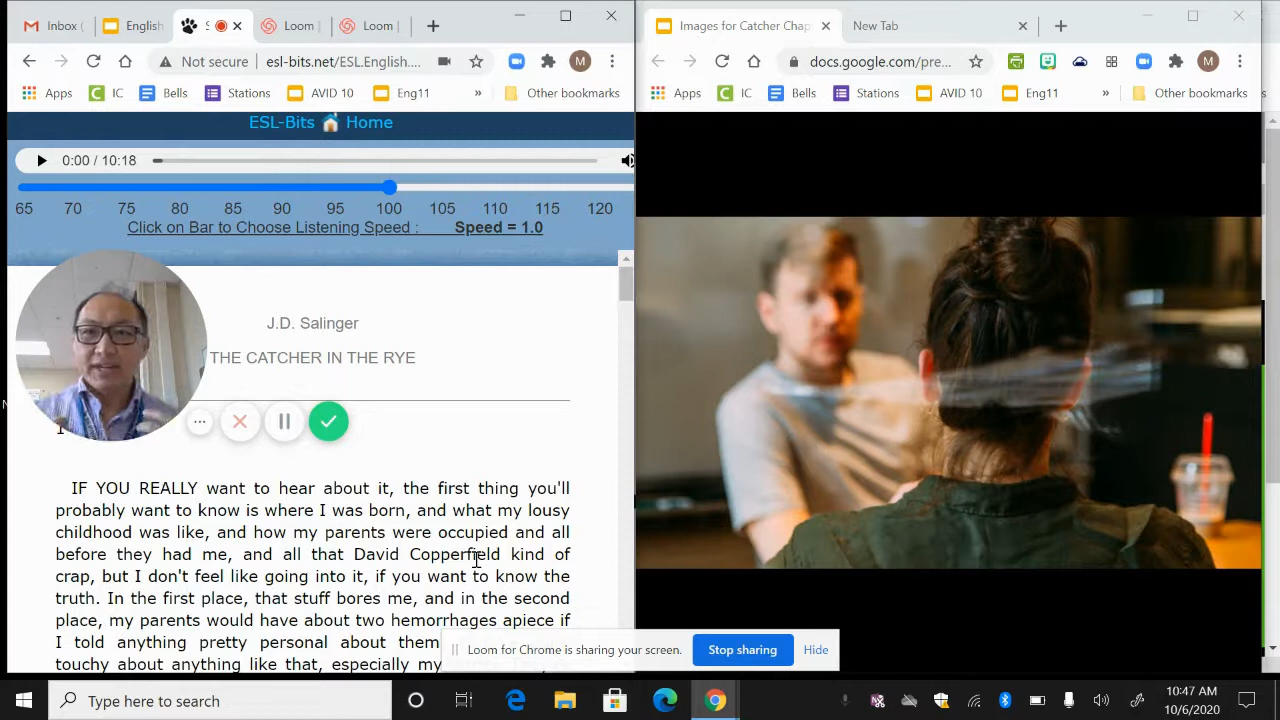 Inbox (
English
S
Loom |
Loom |
Not secure
esl-bits.net/ESL.English....
M
Apps
IC
Bells
Stations
AVID 10
Eng11
»
Other bookmarks
ESL-Bits Home
0:00 / 10:18
65 70 75 80 85 90 95 100 105 110 115 120
Click on Bar to Choose Listening Speed : Speed = 1.0
J.D. Salinger
THE CATCHER IN THE RYE
IF YOU REALLY want to hear about it, the first thing you'll
probably want to know is where I was born, and what my lousy
childhood was like, and how my parents were occupied and all
before they had me, and all that David Copperfield kind of
crap, but I don't feel like going into it, if you want to know the
truth. In the first place, that stuff bores me, and in the second
place, my parents would have about two hemorrhages apiece if
I told anything pretty personal about them
touchy about anything like that, especially my
Images for Catcher Chap
New Tab
docs.google.com/pre...
M
Apps
IC
Bells
Stations
AVID 10
Eng11
»
Other bookmarks
Loom for Chrome is sharing your screen.
Stop sharing
Hide
Type here to search
10:47 AM
10/6/2020